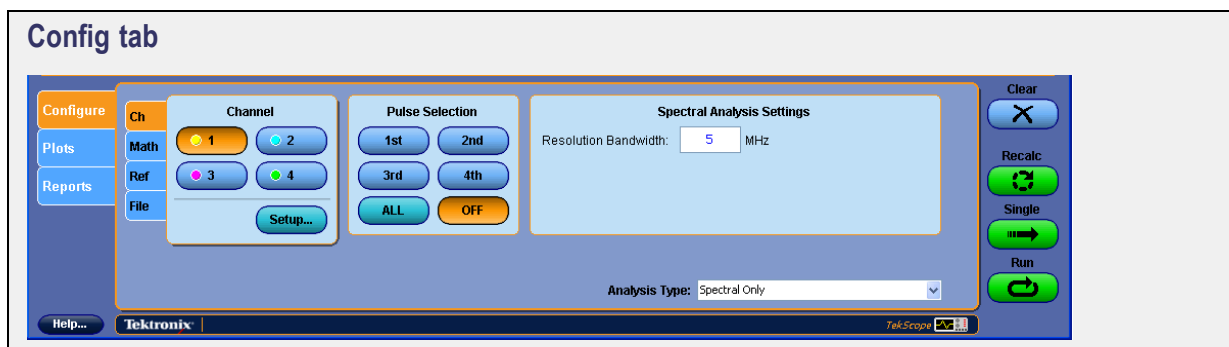 Config tab
Configure
Plots
Reports
Ch
Math
Ref
File
Channel
1
2
3
4
Setup...
Pulse Selection
1st
2nd
3rd
4th
ALL
OFF
Spectral Analysis Settings
Resolution Bandwidth: 5 MHz
Analysis Type: Spectral Only
Clear
Recalc
Single
Run
Help...
Tektronix
TekScope